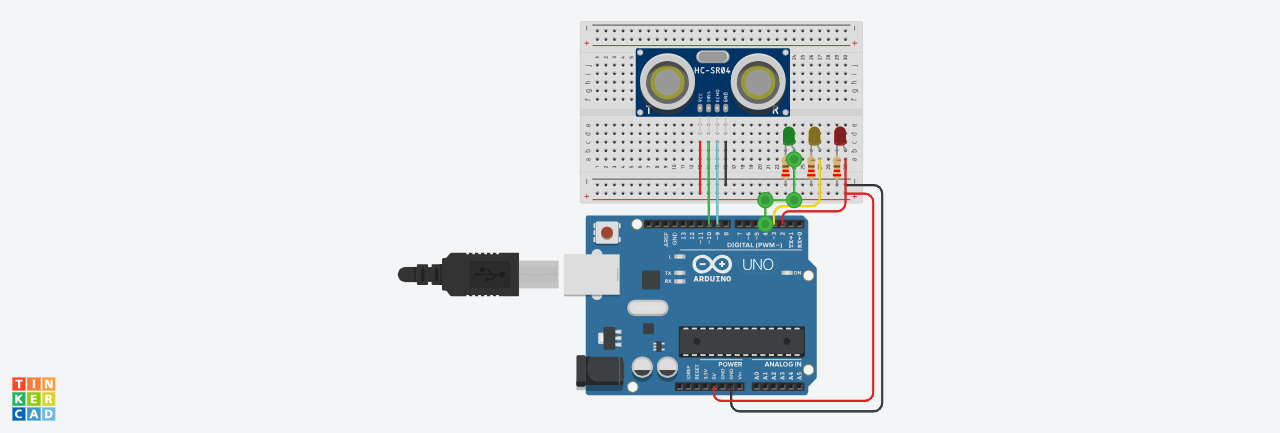 HC-SR04
VCC
TRIG
ECHO
GND
T
R
a b c d e
f g h i j
AREF
GND
13
12
~11
~10
~9
8
7
~6
~5
4
~3
2
TX→1
RX←0
DIGITAL (PWM~)
L
TX
RX
ARDUINO
UNO
ON
POWER
ANALOG IN
IOREF
RESET
3.3V
5V
GND
GND
Vin
A0
A1
A2
A3
A4
A5
TIN
KER
CAD